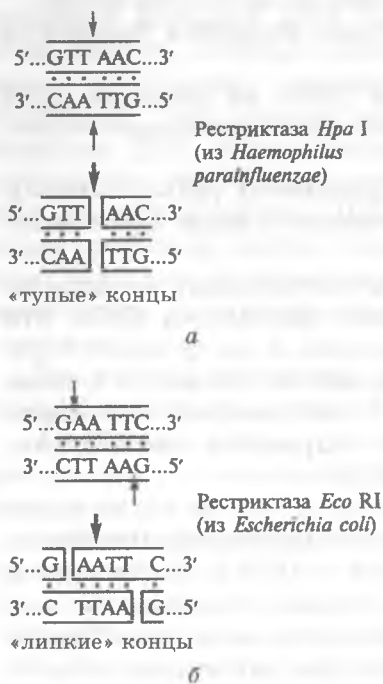 5′...GTT AAC...3′
3′...CAA TTG...5′
Рестриктаза Hpa I
(из Haemophilus
parainfluenzae)
5′...GTT AAC...3′
3′...CAA TTG...5′
«тупые» концы
а
5′...GAA TTC...3′
3′...CTT AAG...5′
Рестриктаза Eco RI
(из Escherichia coli)
5′...G AATT C...3′
3′...C TTAA G...5′
«липкие» концы
б